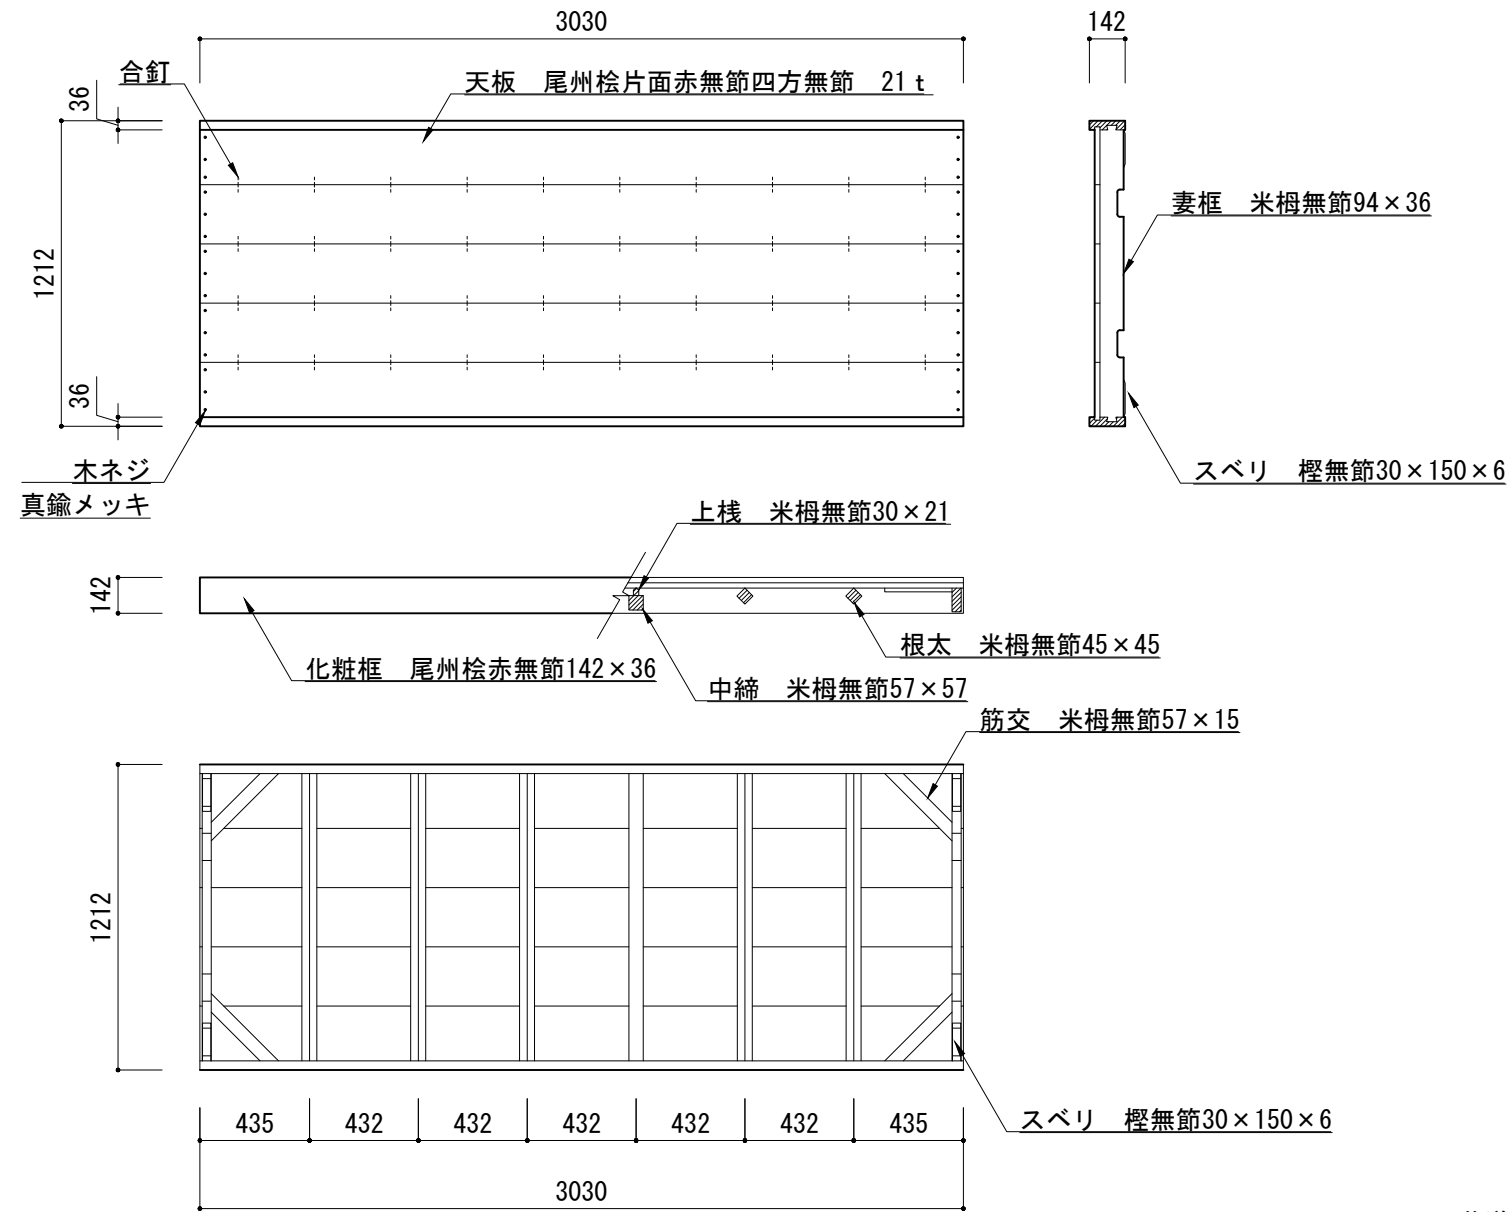 3030
142
合釘
天板　尾州桧片面赤無節四方無節　21ｔ
36
妻框　米栂無節94×36
1212
36
木ネジ
真鍮メッキ
スベリ　樫無節30×150×6
上桟　米栂無節30×21
142
根太　米栂無節45×45
化粧框　尾州桧赤無節142×36
中締　米栂無節57×57
筋交　米栂無節57×15
1212
435 432 432 432 432 432 435
スベリ　樫無節30×150×6
3030